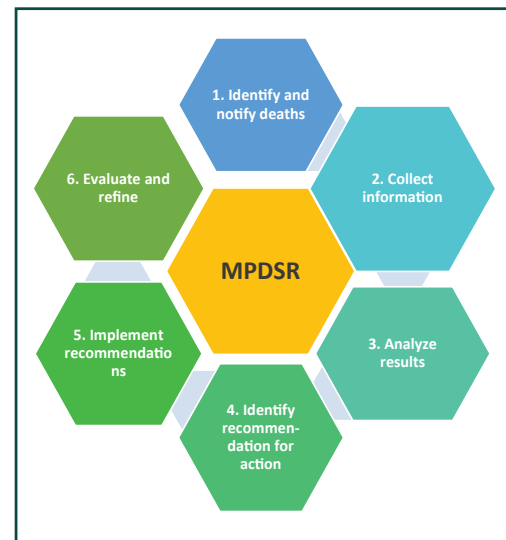 1. Identify and
notify deaths
2. Collect
information
3. Analyze
results
4. Identify
recommen-
dation for
action
5. Implement
recommendatio
ns
6. Evaluate and
refine
MPDSR